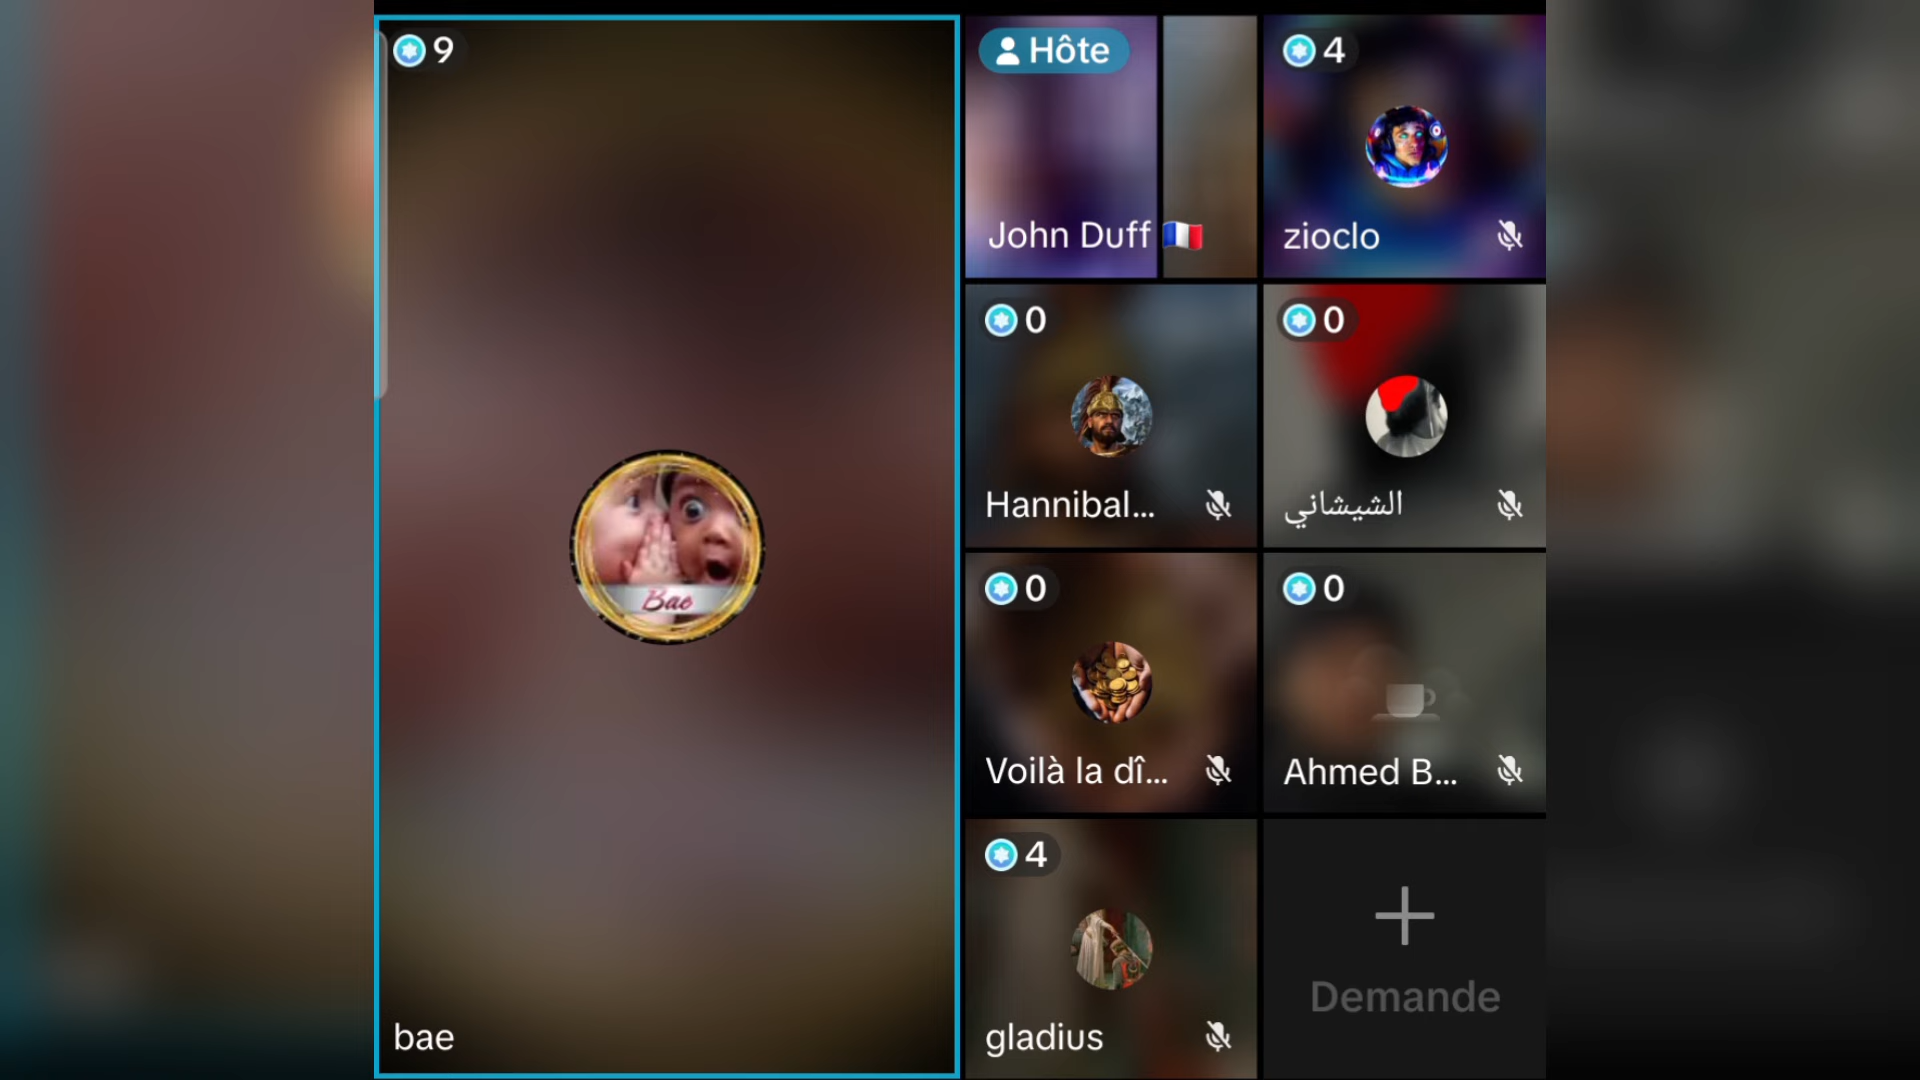 9
Bae
bae
Hôte
John Duff
4
zioclo
0
Hannibal...
0
الشيشاني
0
Voilà la dî...
0
Ahmed B...
4
gladius
Demande